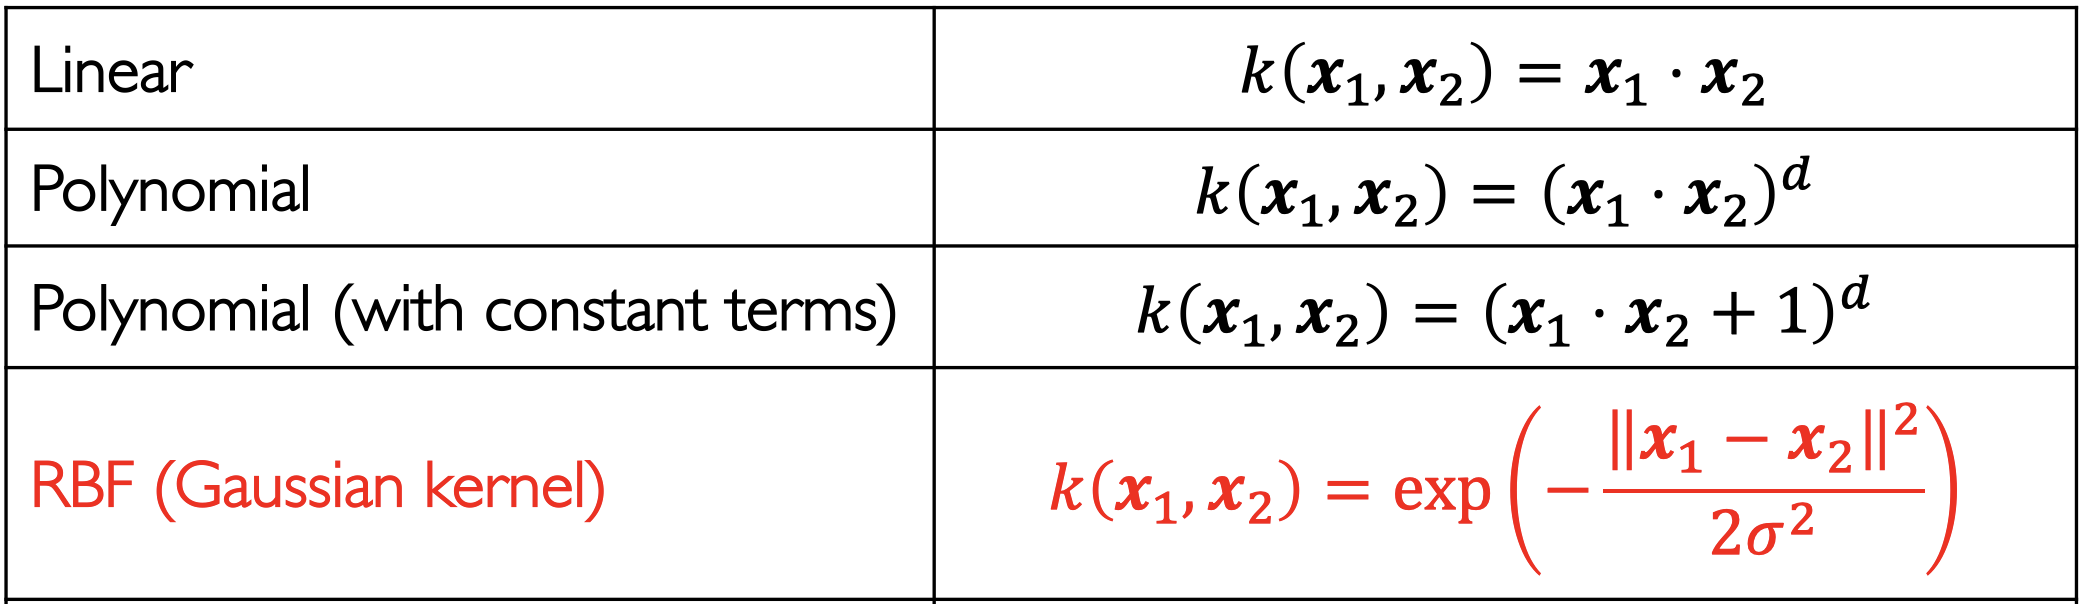 Linear
k(x₁, x₂) = x₁ · x₂
Polynomial
k(x₁, x₂) = (x₁ · x₂)ᵈ
Polynomial (with constant terms)
k(x₁, x₂) = (x₁ · x₂ + 1)ᵈ
RBF (Gaussian kernel)
k(x₁, x₂) = exp(−‖x₁ − x₂‖² / 2σ²)